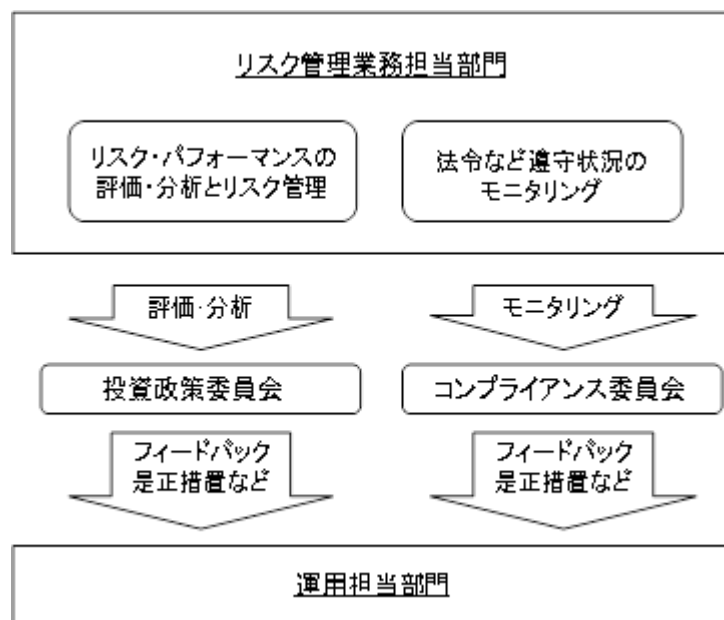 リスク管理業務担当部門
リスク・パフォーマンスの
評価・分析とリスク管理
法令など遵守状況の
モニタリング
評価・分析
モニタリング
投資政策委員会
コンプライアンス委員会
フィードバック
是正措置など
フィードバック
是正措置など
運用担当部門